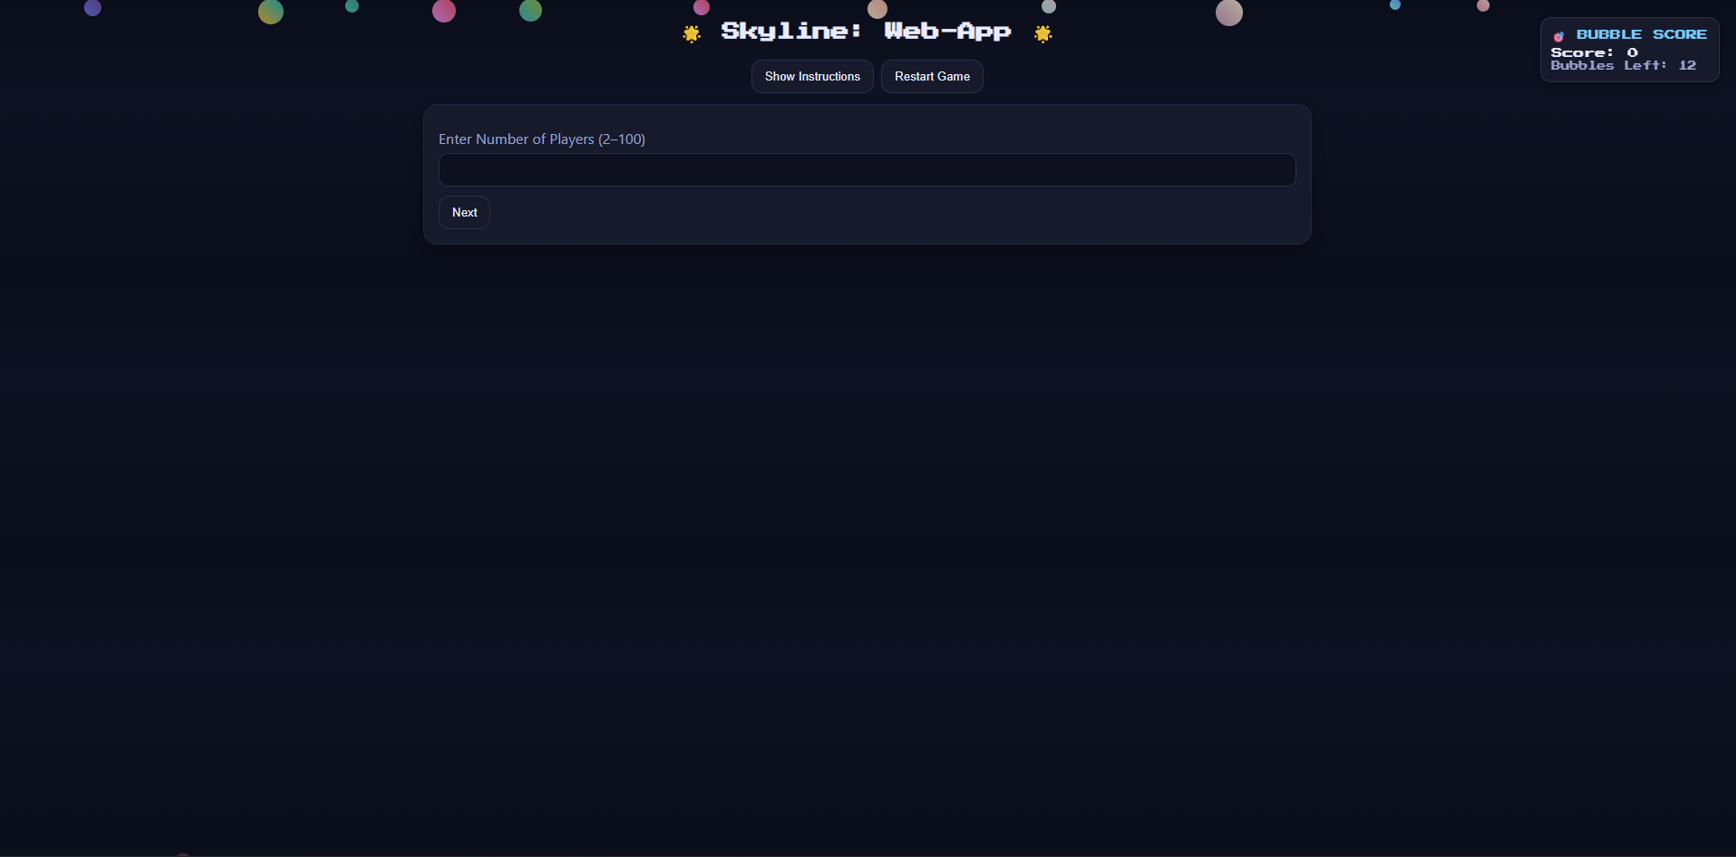 Skyline: Web-App
BUBBLE SCORE
Score: 0
Bubbles Left: 12
Show Instructions
Restart Game
Enter Number of Players (2–100)
Next